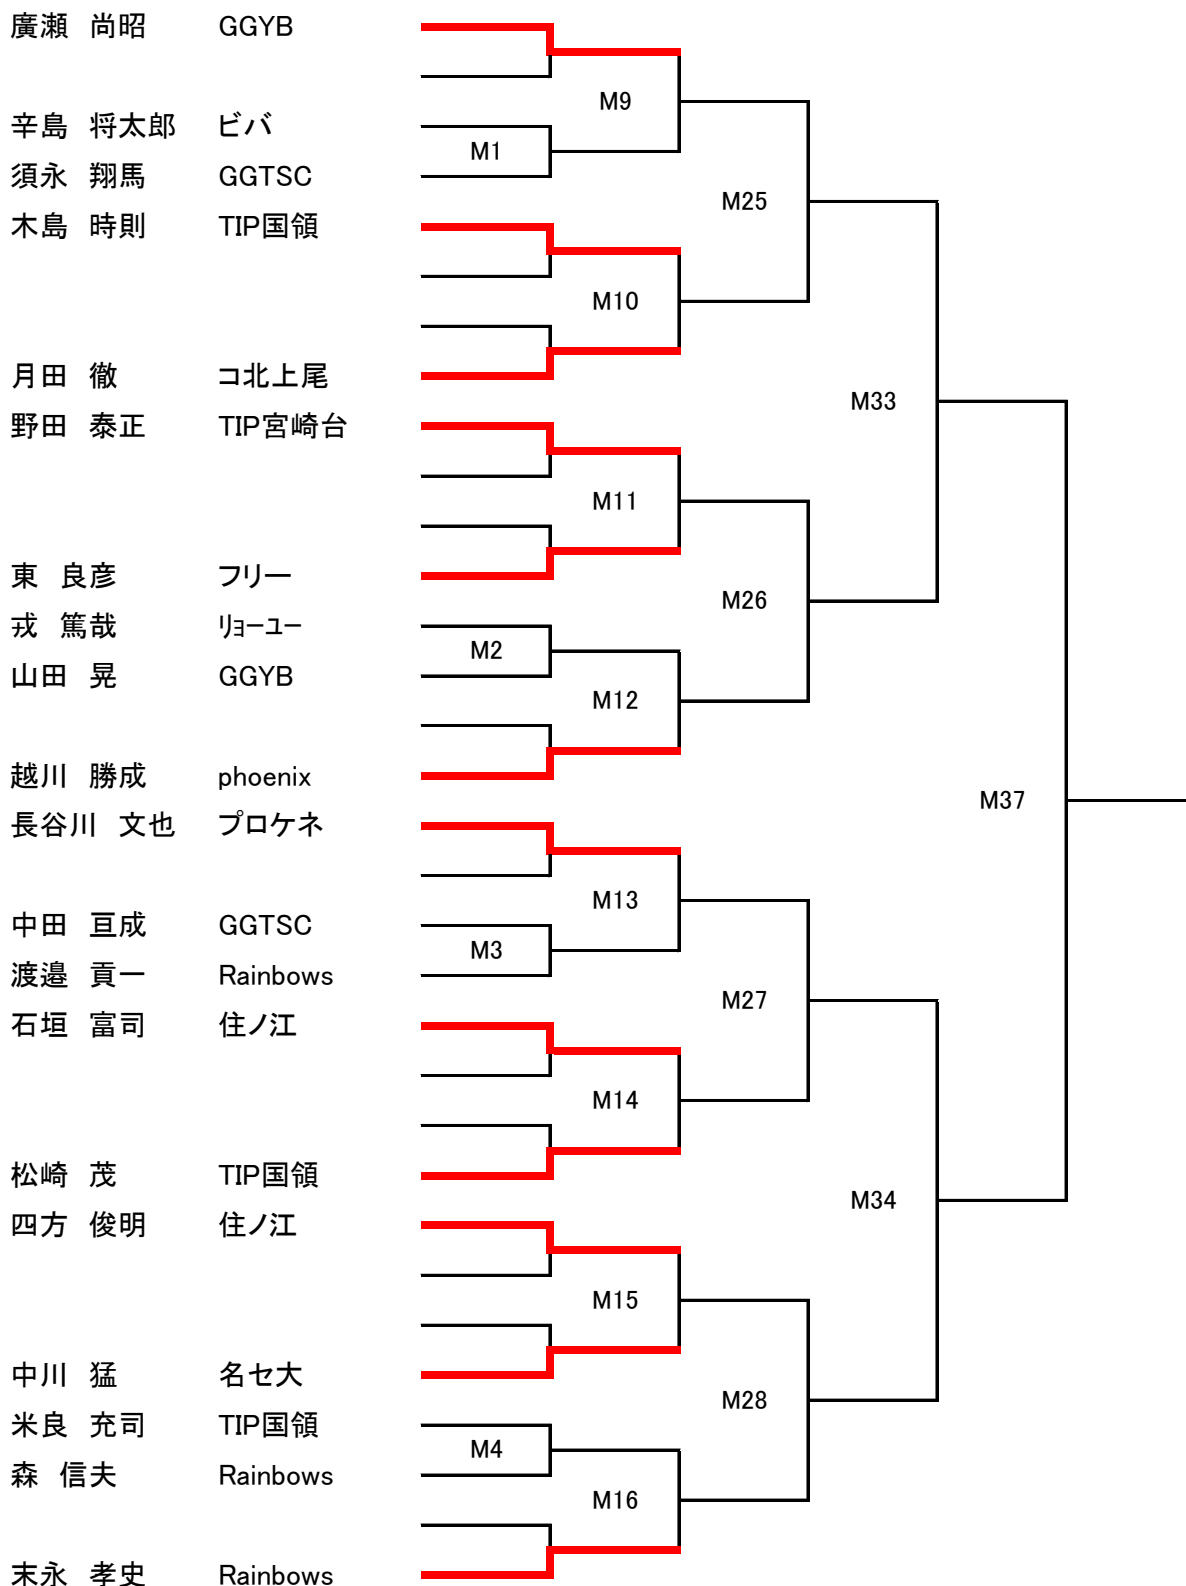 廣瀬 尚昭 GGYB
M9
辛島 将太郎 ビバ
M1
須永 翔馬 GGTSC
M25
木島 時則 TIP国領
M10
月田 徹 コ北上尾
M33
野田 泰正 TIP宮崎台
M11
東 良彦 フリー
M26
戎 篤哉 ﾘｮｰﾕｰ
M2
山田 晃 GGYB
M12
越川 勝成 phoenix
M37
長谷川 文也 プロケネ
M13
中田 亘成 GGTSC
M3
渡邉 貢一 Rainbows
M27
石垣 富司 住ノ江
M14
松崎 茂 TIP国領
M34
四方 俊明 住ノ江
M15
中川 猛 名セ大
M28
米良 充司 TIP国領
M4
森 信夫 Rainbows
M16
末永 孝史 Rainbows